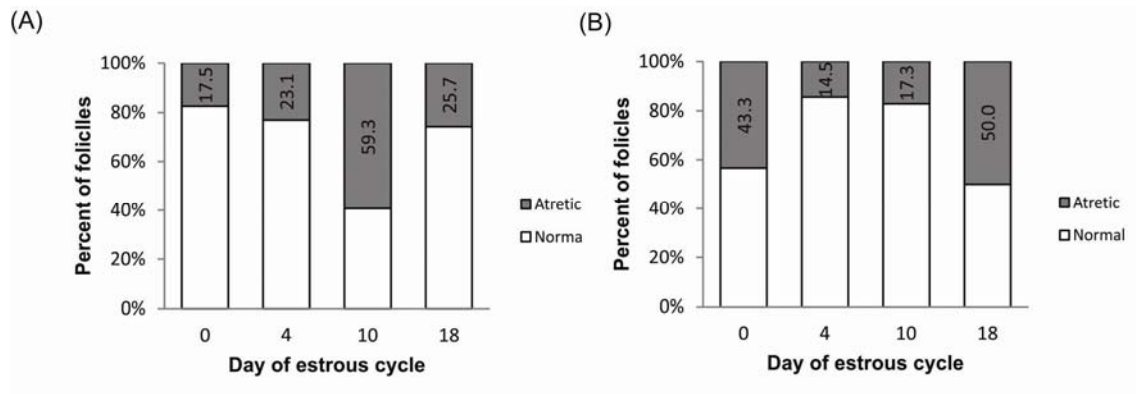 (A)
Percent of foliclles
100%
80%
60%
40%
20%
0%
17.5
23.1
59.3
25.7
0 4 10 18
Day of estrous cycle
Atretic
Norma
(B)
Percent of follicles
100%
80%
60%
40%
20%
0%
43.3
14.5
17.3
50.0
0 4 10 18
Day of estrous cycle
Atretic
Normal